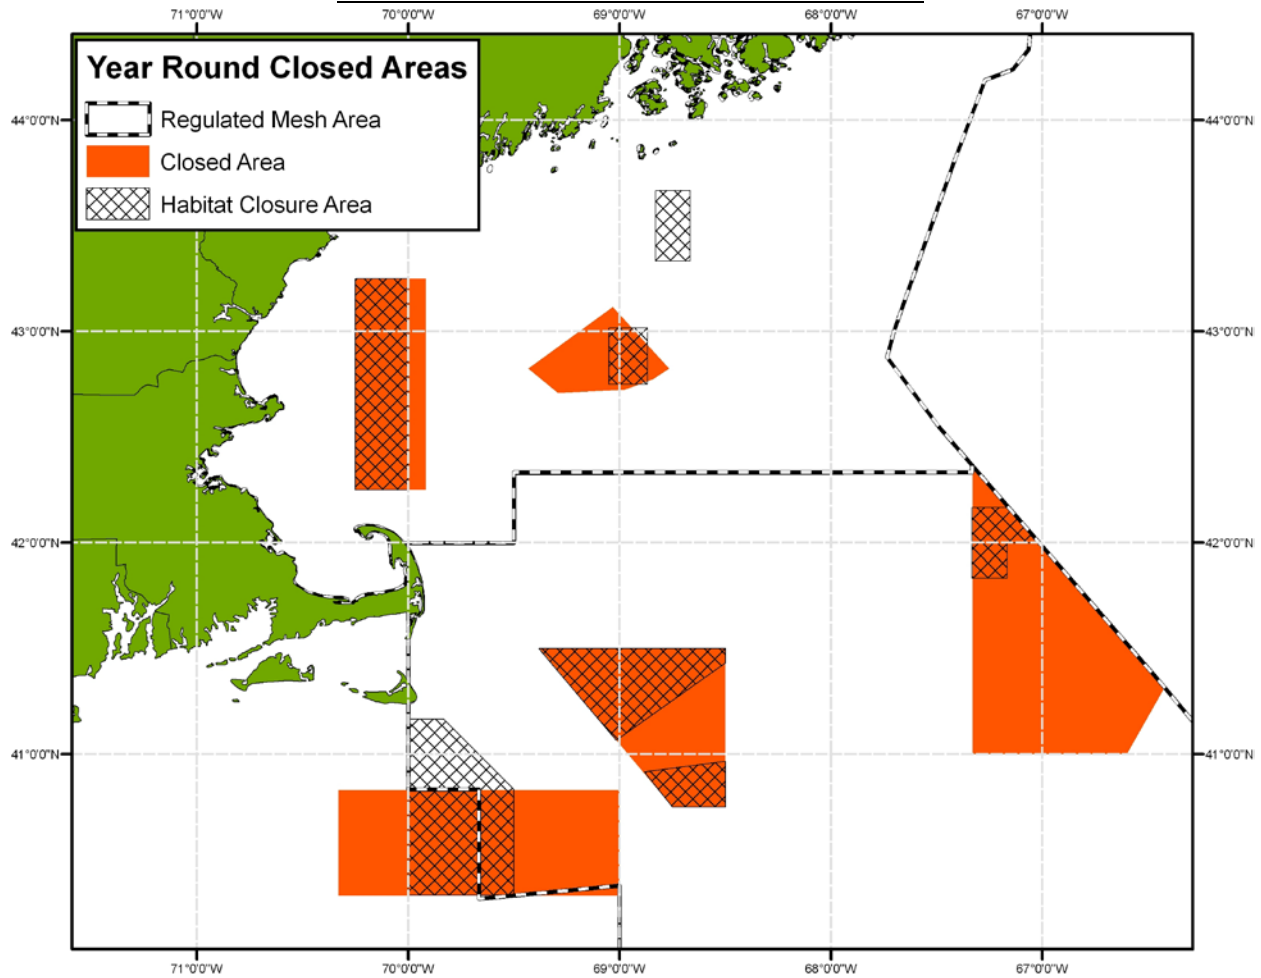 71°0'0"W 70°0'0"W 69°0'0"W 68°0'0"W 67°0'0"W
Year Round Closed Areas
Regulated Mesh Area
Closed Area
Habitat Closure Area
44°0'0"N 44°0'0"N
43°0'0"N 43°0'0"N
42°0'0"N 42°0'0"N
41°0'0"N 41°0'0"N
71°0'0"W 70°0'0"W 69°0'0"W 68°0'0"W 67°0'0"W